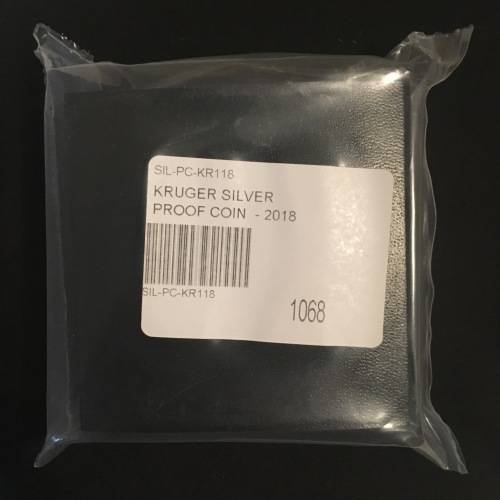 SIL-PC-KR118
KRUGER SILVER
PROOF COIN - 2018
SIL-PC-KR118
1068